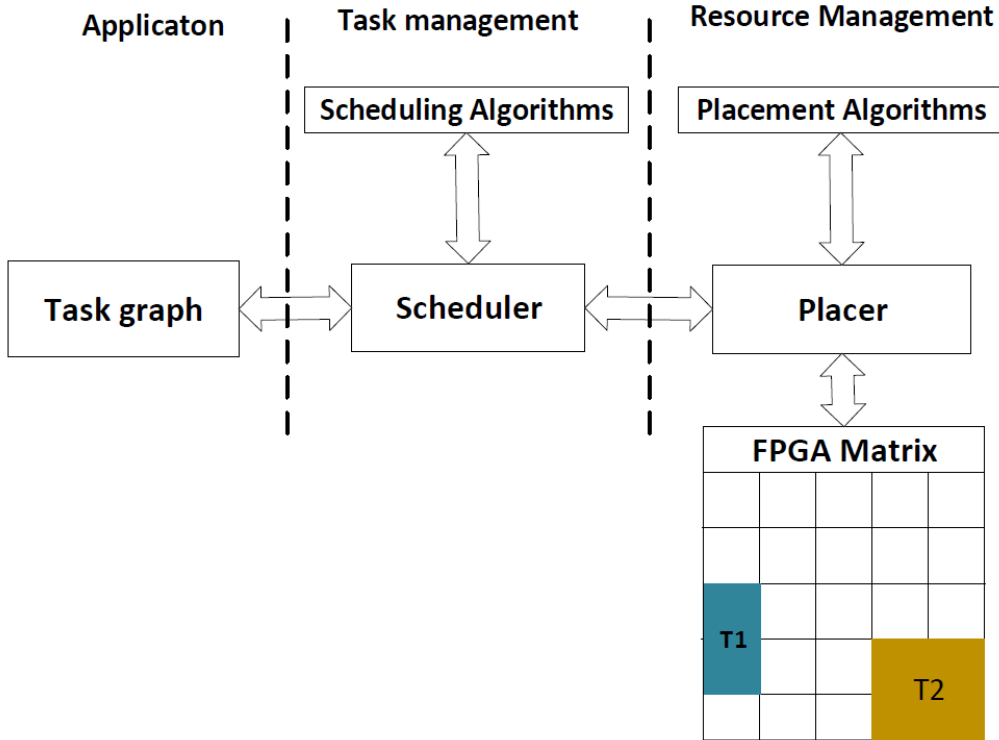 Applicaton
Task management
Resource Management
Scheduling Algorithms
Placement Algorithms
Task graph
Scheduler
Placer
FPGA Matrix
T1
T2